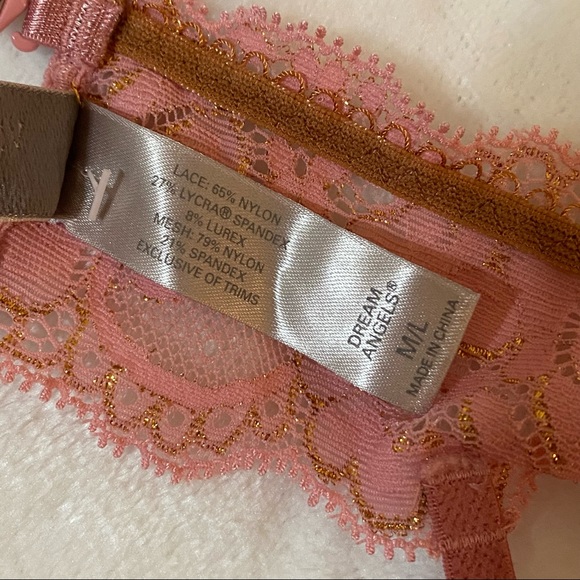 LACE: 65% NYLON
27% LYCRA® SPANDEX
8% LUREX
MESH: 79% NYLON
21% SPANDEX
EXCLUSIVE OF TRIMS
DREAM
ANGELS®
M/L
MADE IN CHINA